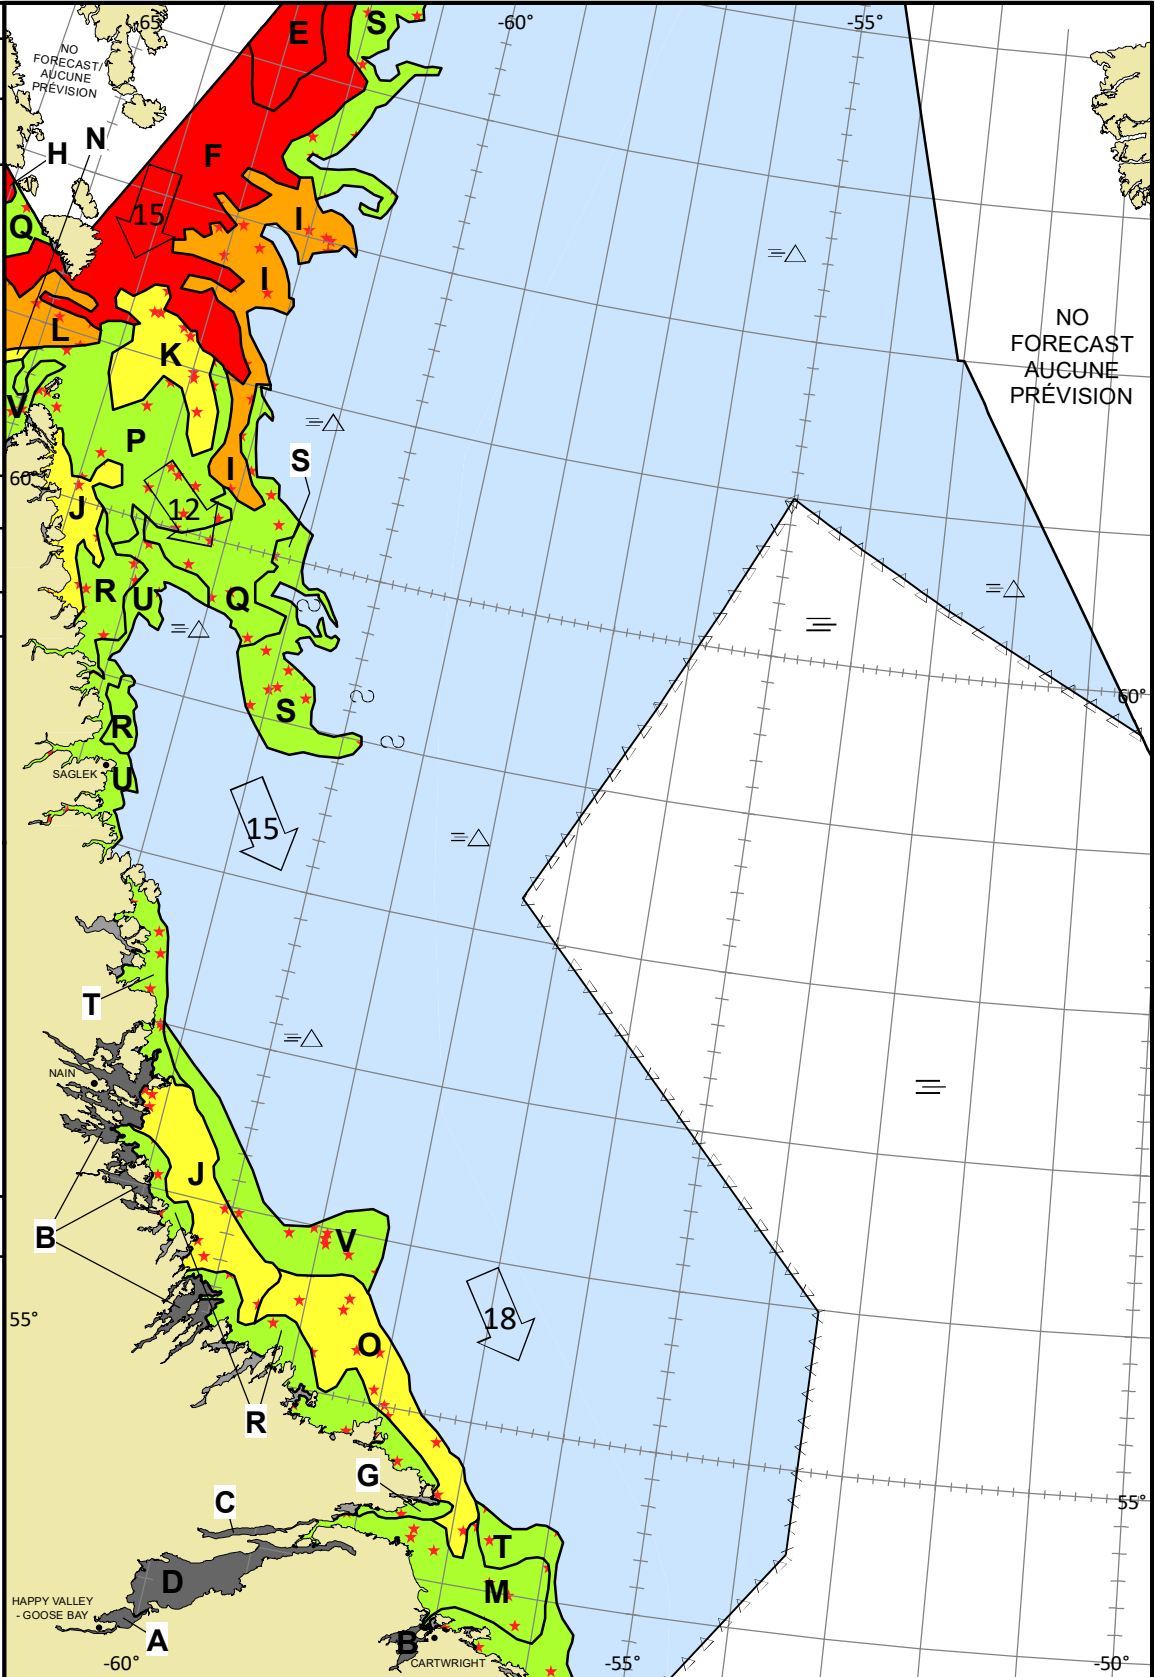 -65°
-60°
-55°
E
S
NO
FORECAST/
AUCUNE
PRÉVISION
N
H
F
15
Q
I
I
L
K
NO
FORECAST
AUCUNE
PRÉVISION
V
P
I
S
60°
J
12
R
U
Q
60°
S
R
SAGLEK
U
15
T
NAIN
J
B
V
18
55°
O
R
G
C
55°
T
D
M
HAPPY VALLEY
- GOOSE BAY
A
B
CARTWRIGHT
-60°
-55°
-50°